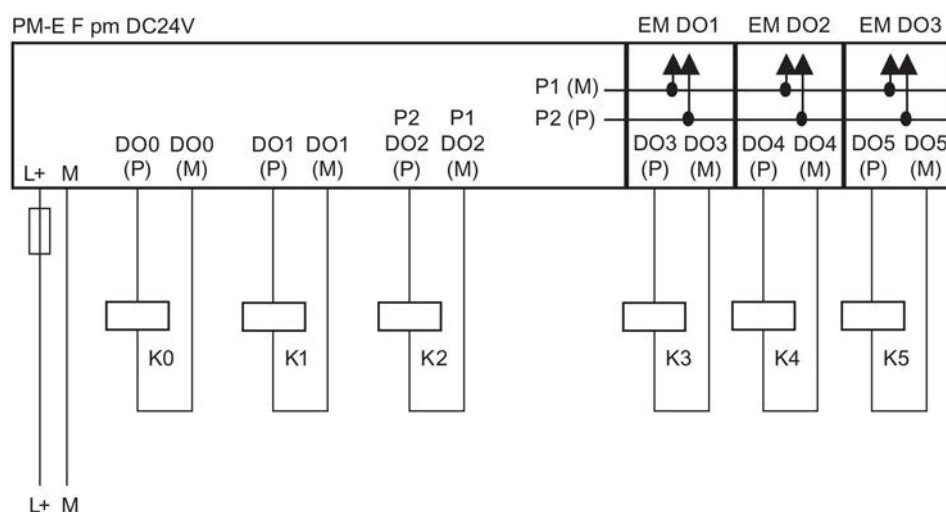 PM-E F pm DC24V
EM DO1 EM DO2 EM DO3
P1 (M)
P2 (P)
P2 P1
DO0 DO0 DO1 DO1 DO2 DO2 DO3 DO3 DO4 DO4 DO5 DO5
L+ M (P) (M) (P) (M) (P) (M) (P) (M) (P) (M) (P) (M)
K0 K1 K2 K3 K4 K5
L+ M